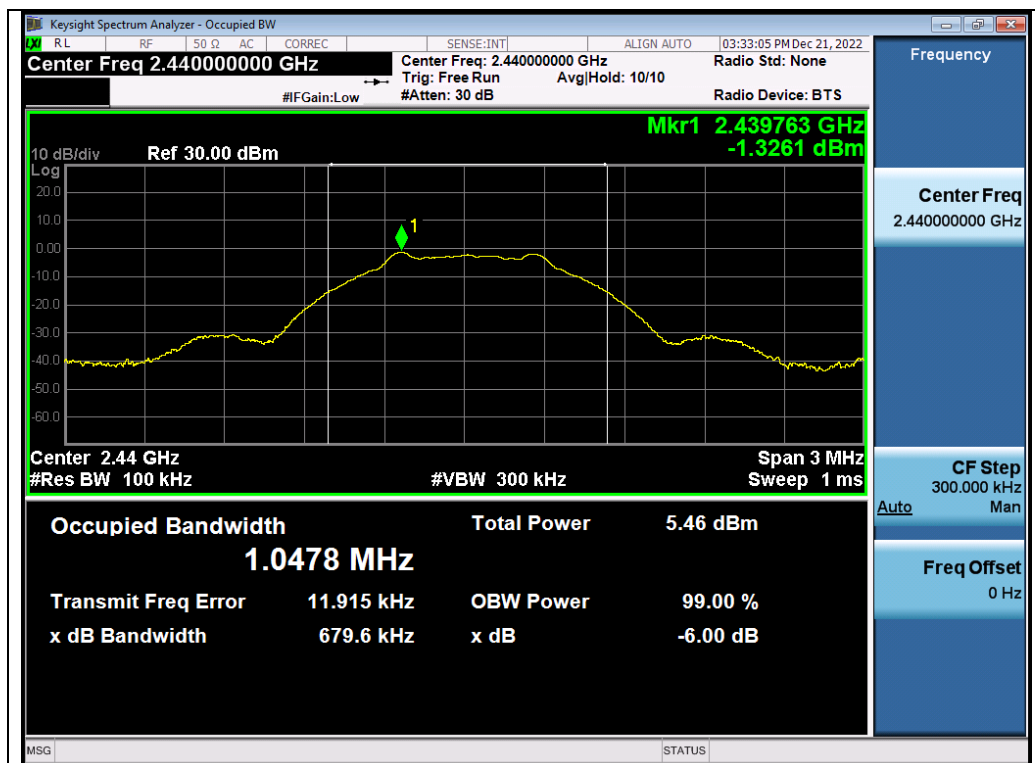 Keysight Spectrum Analyzer - Occupied BW
LXI RL RF 50 Ω AC CORREC SENSE:INT ALIGN AUTO 03:33:05 PM Dec 21, 2022
Center Freq 2.440000000 GHz
Center Freq: 2.440000000 GHz Radio Std: None
Trig: Free Run Avg|Hold: 10/10
#IFGain:Low #Atten: 30 dB Radio Device: BTS
Frequency
Mkr1 2.439763 GHz
-1.3261 dBm
10 dB/div Ref 30.00 dBm
Log
20.0
10.0
0.00
-10.0
-20.0
-30.0
-40.0
-50.0
-60.0
1
Center 2.44 GHz Span 3 MHz
#Res BW 100 kHz #VBW 300 kHz Sweep 1 ms
Center Freq
2.440000000 GHz
CF Step
300.000 kHz
Auto Man
Freq Offset
0 Hz
Occupied Bandwidth Total Power 5.46 dBm
1.0478 MHz
Transmit Freq Error 11.915 kHz OBW Power 99.00 %
x dB Bandwidth 679.6 kHz x dB -6.00 dB
MSG STATUS